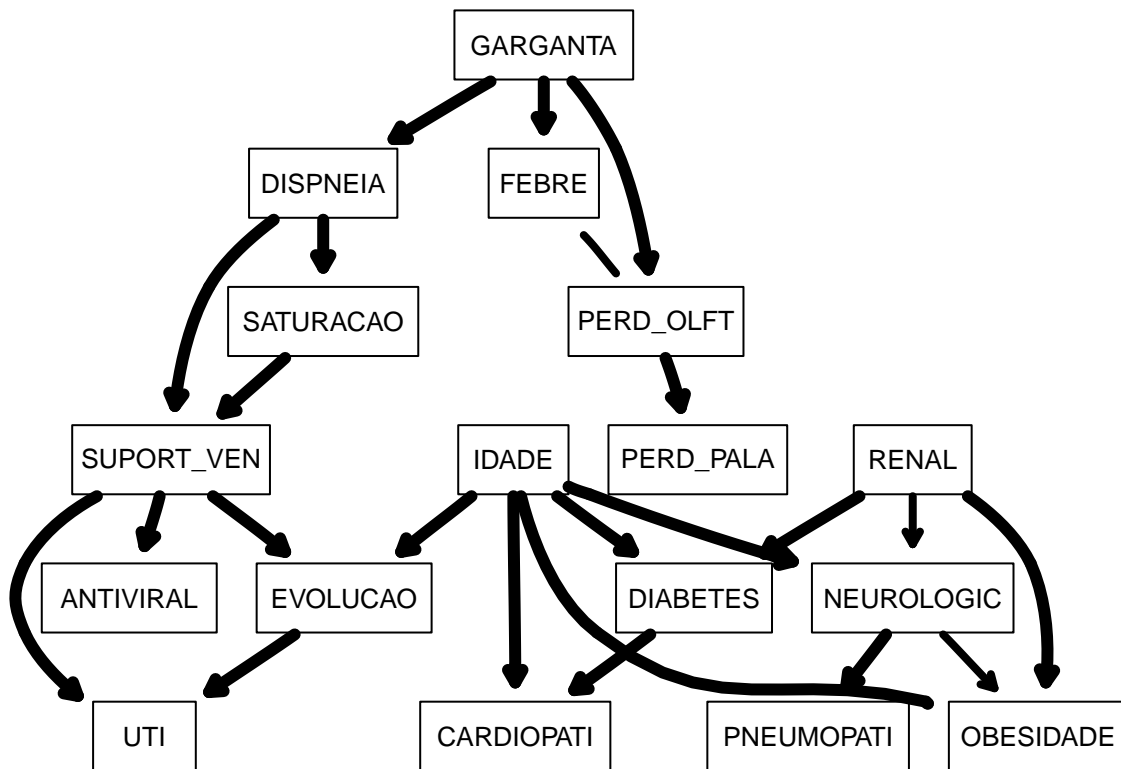 GARGANTA
DISPNEIA
FEBRE
SATURACAO
PERD_OLFT
SUPORT_VEN
IDADE
PERD_PALA
RENAL
ANTIVIRAL
EVOLUCAO
DIABETES
NEUROLOGIC
UTI
CARDIOPATI
PNEUMOPATI
OBESIDADE